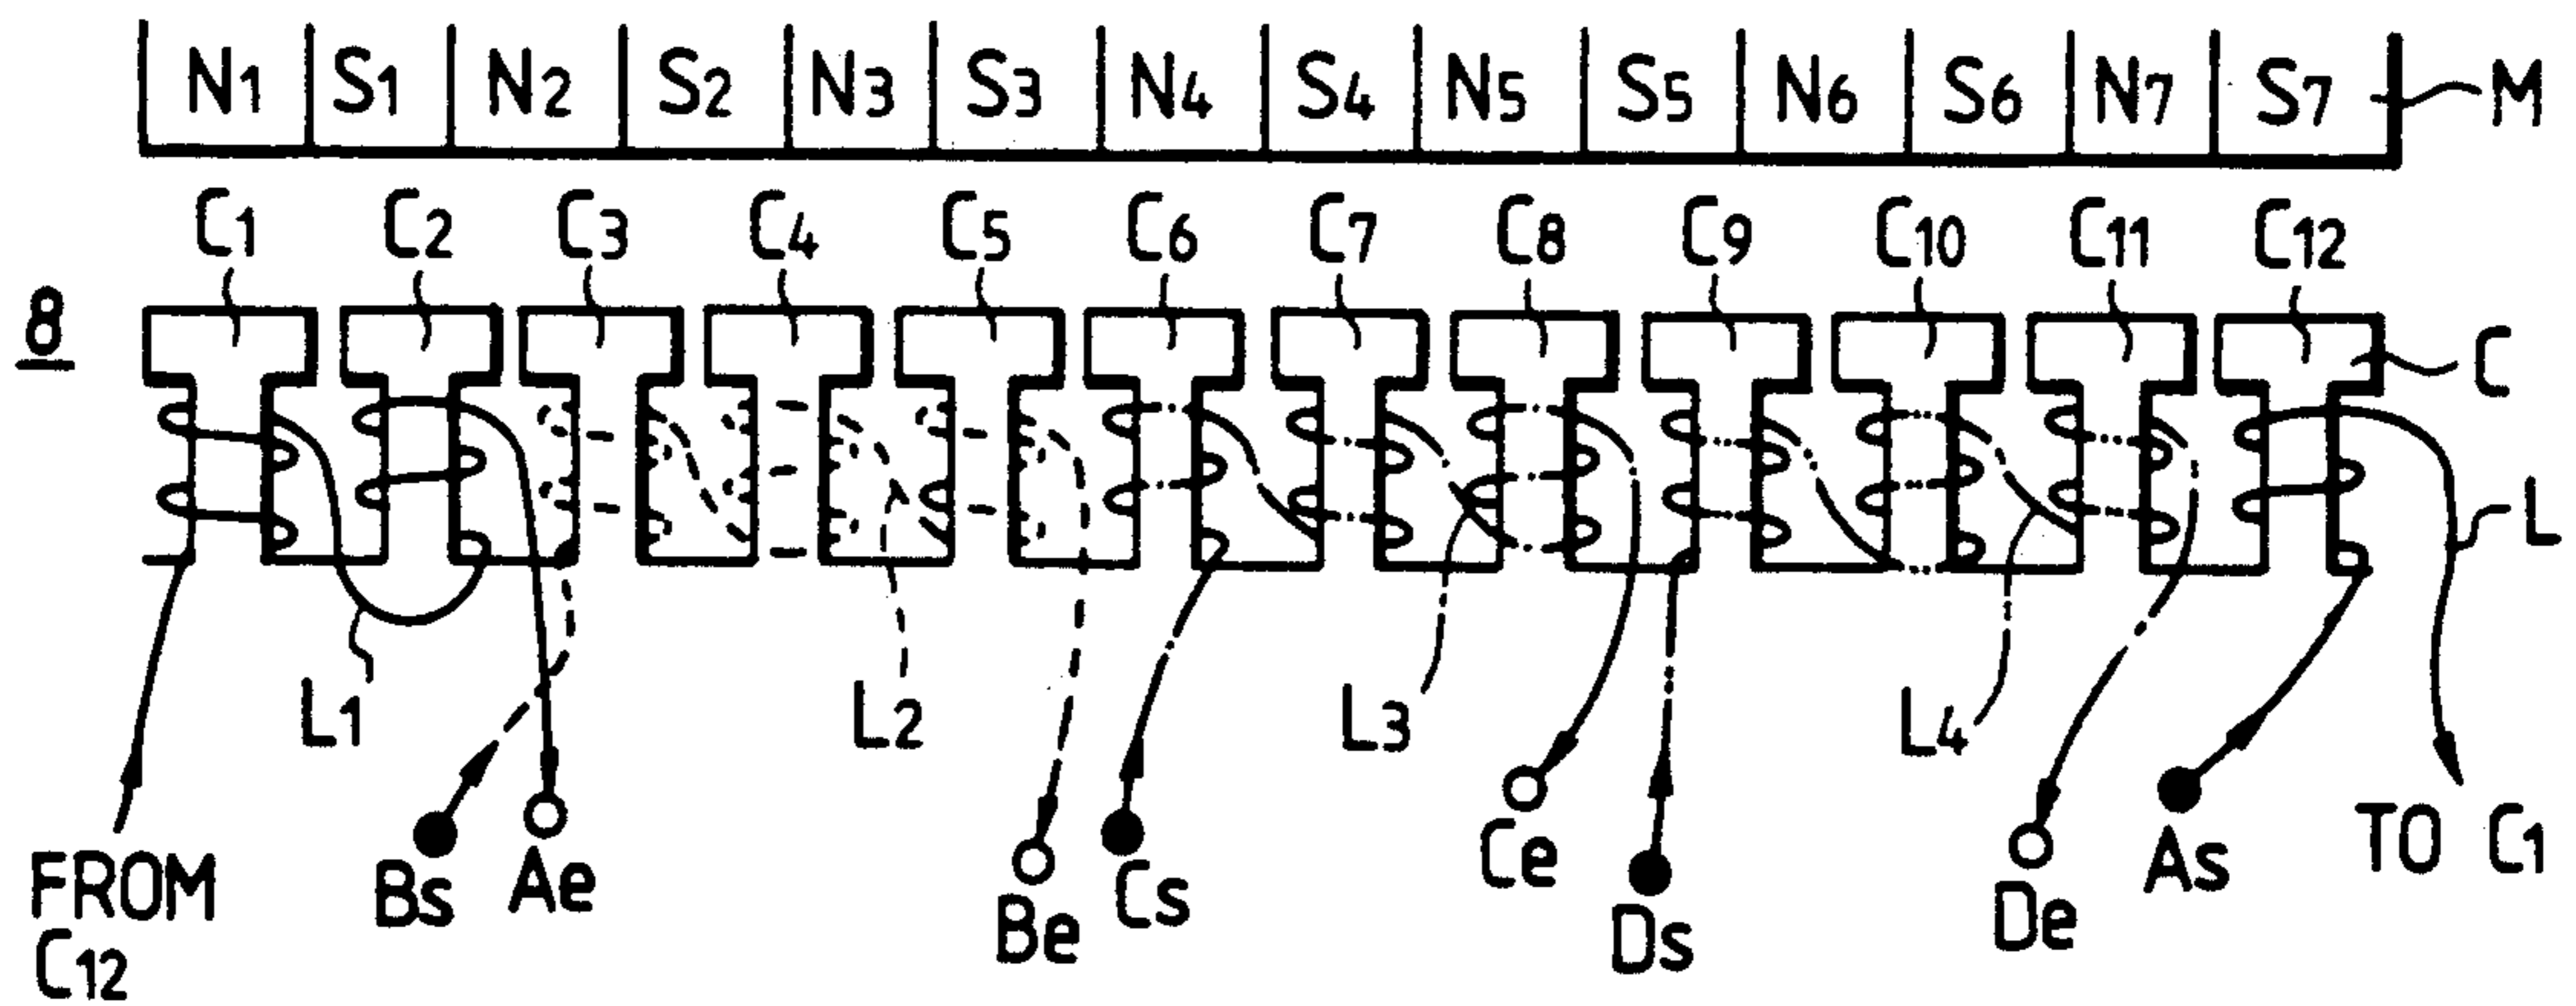 N1 S1 N2 S2 N3 S3 N4 S4 N5 S5 N6 S6 N7 S7 M
C1 C2 C3 C4 C5 C6 C7 C8 C9 C10 C11 C12
8
C
L
L1 L2 L3 L4
FROM C12
Bs Ae Be Cs Ce Ds De As
TO C1